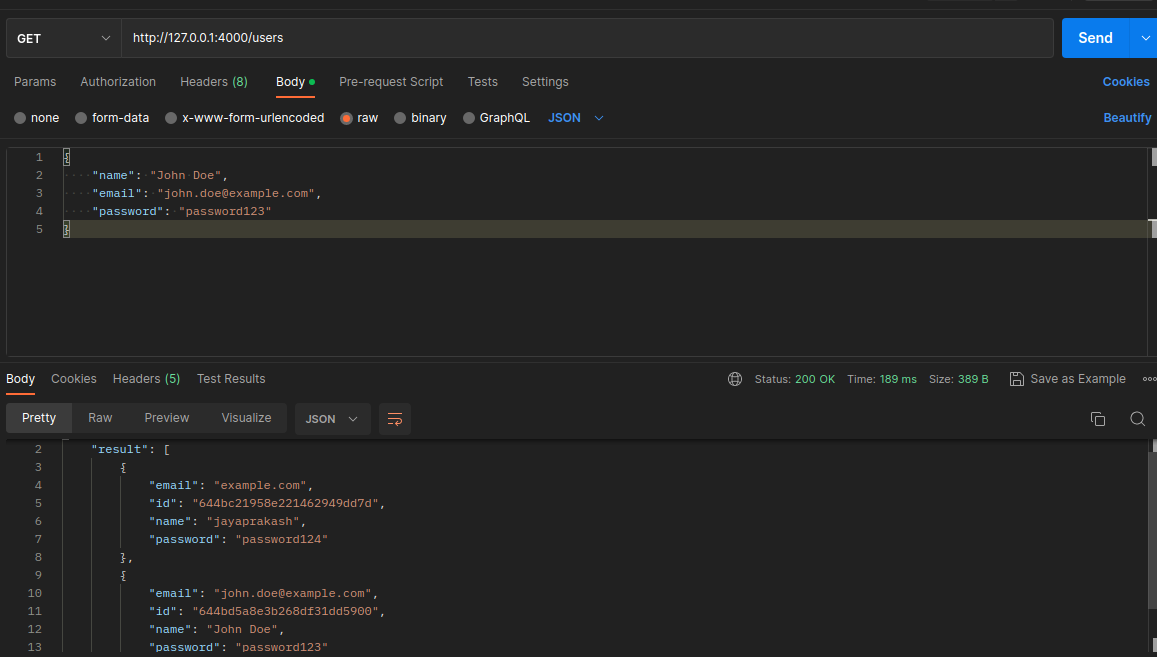 GET http://127.0.0.1:4000/users Send
Params Authorization Headers (8) Body Pre-request Script Tests Settings Cookies
none form-data x-www-form-urlencoded raw binary GraphQL JSON Beautify
1 {
2 "name": "John Doe",
3 "email": "john.doe@example.com",
4 "password": "password123"
5 }
Body Cookies Headers (5) Test Results Status: 200 OK Time: 189 ms Size: 389 B Save as Example
Pretty Raw Preview Visualize JSON
2 "result": [
3 {
4 "email": "example.com",
5 "id": "644bc21958e221462949dd7d",
6 "name": "jayaprakash",
7 "password": "password124"
8 },
9 {
10 "email": "john.doe@example.com",
11 "id": "644bd5a8e3b268df31dd5900",
12 "name": "John Doe",
13 "password": "password123"